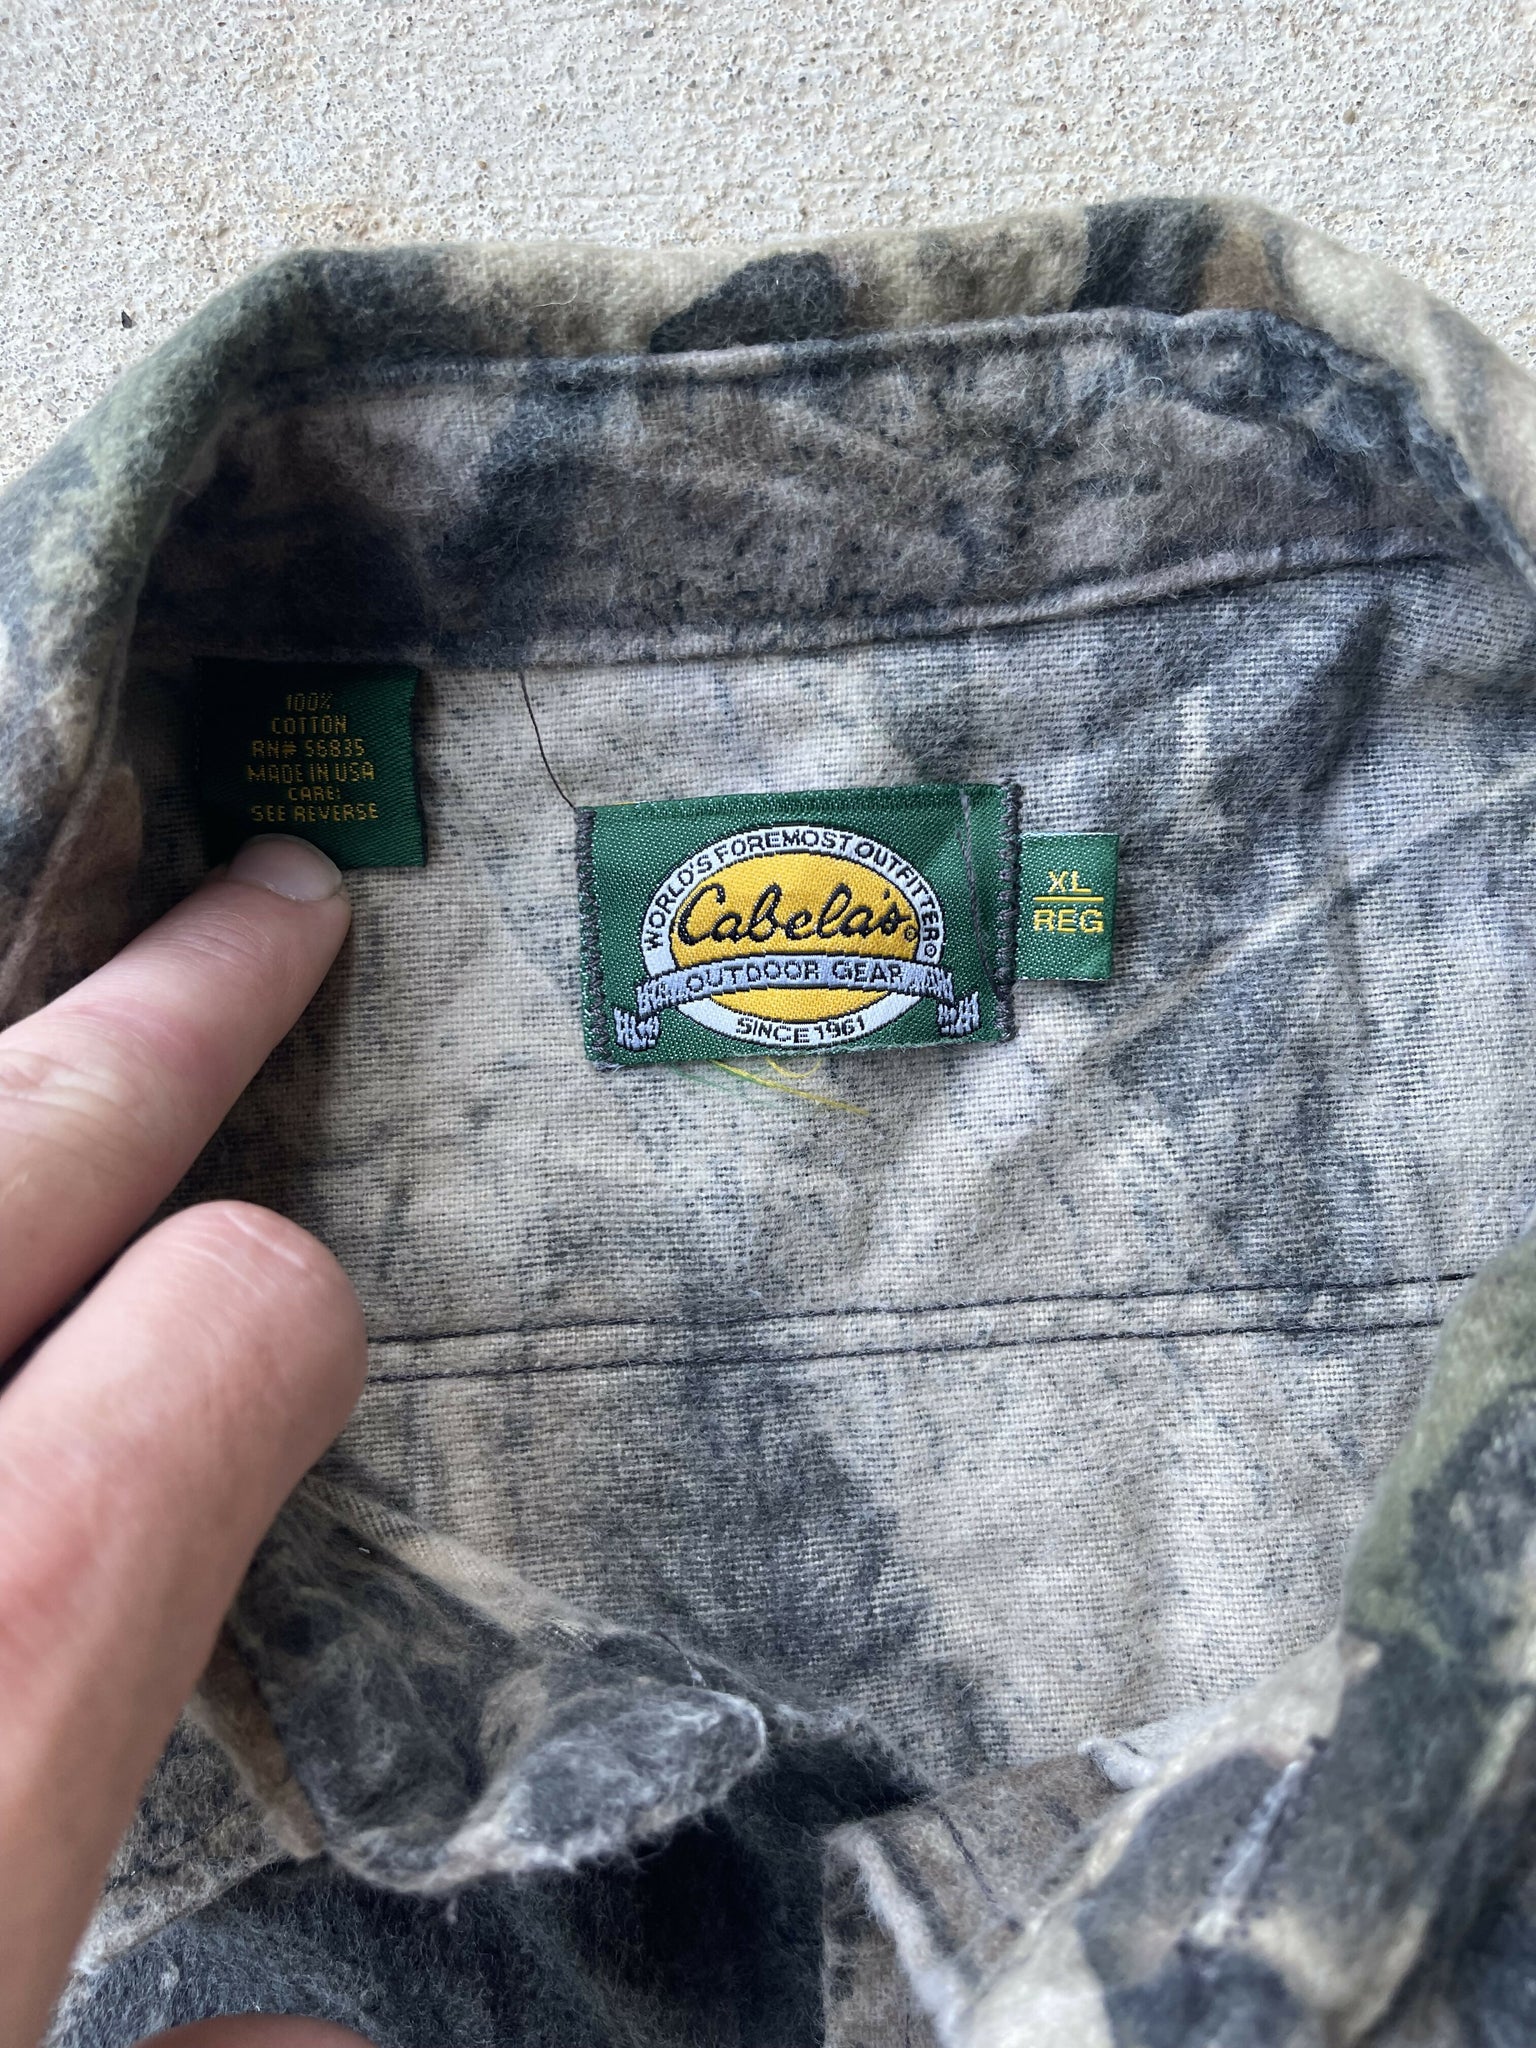 100%
COTTON
RN# 56835
MADE IN USA
CARE:
SEE REVERSE
WORLD'S FOREMOST OUTFITTER®
Cabela's®
OUTDOOR GEAR
SINCE 1961
XL
REG